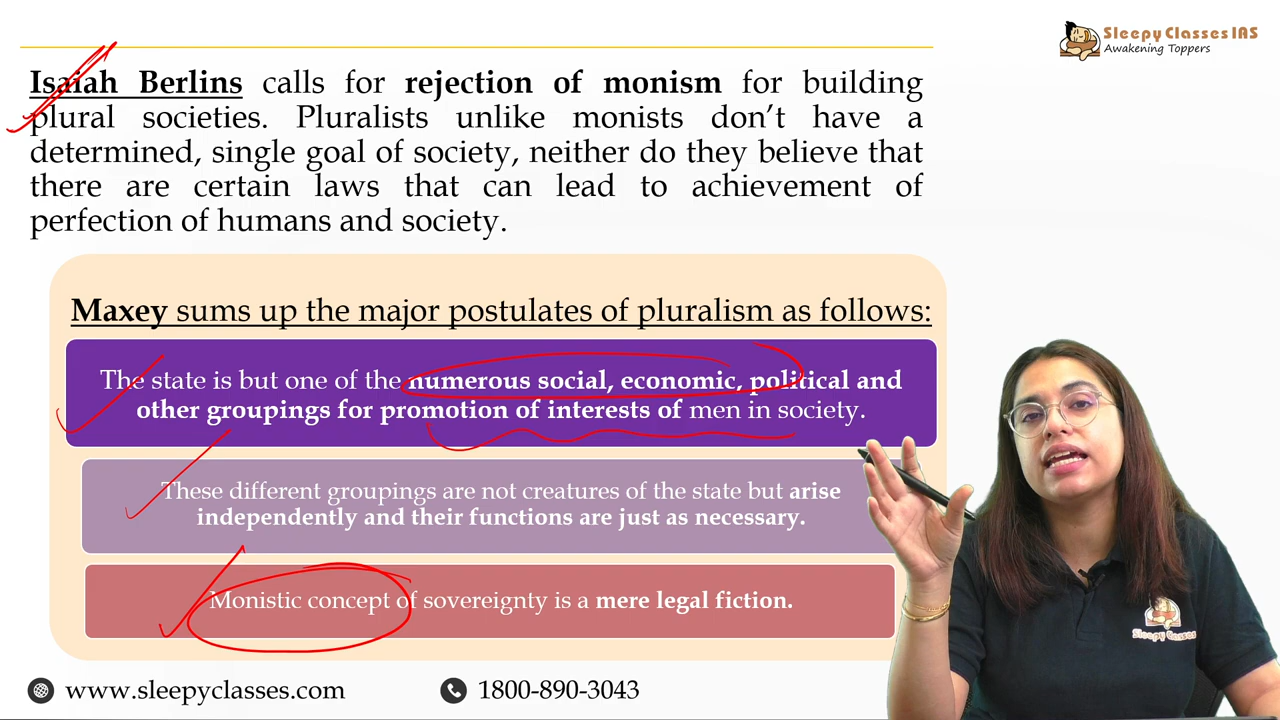 Sleepy Classes IAS
Awakening Toppers
Isaiah Berlins calls for rejection of monism for building
plural societies. Pluralists unlike monists don’t have a
determined, single goal of society, neither do they believe that
there are certain laws that can lead to achievement of
perfection of humans and society.
Maxey sums up the major postulates of pluralism as follows:
The state is but one of the numerous social, economic, political and
other groupings for promotion of interests of men in society.
These different groupings are not creatures of the state but arise
independently and their functions are just as necessary.
Monistic concept of sovereignty is a mere legal fiction.
Sleepy Classes
www.sleepyclasses.com
1800-890-3043